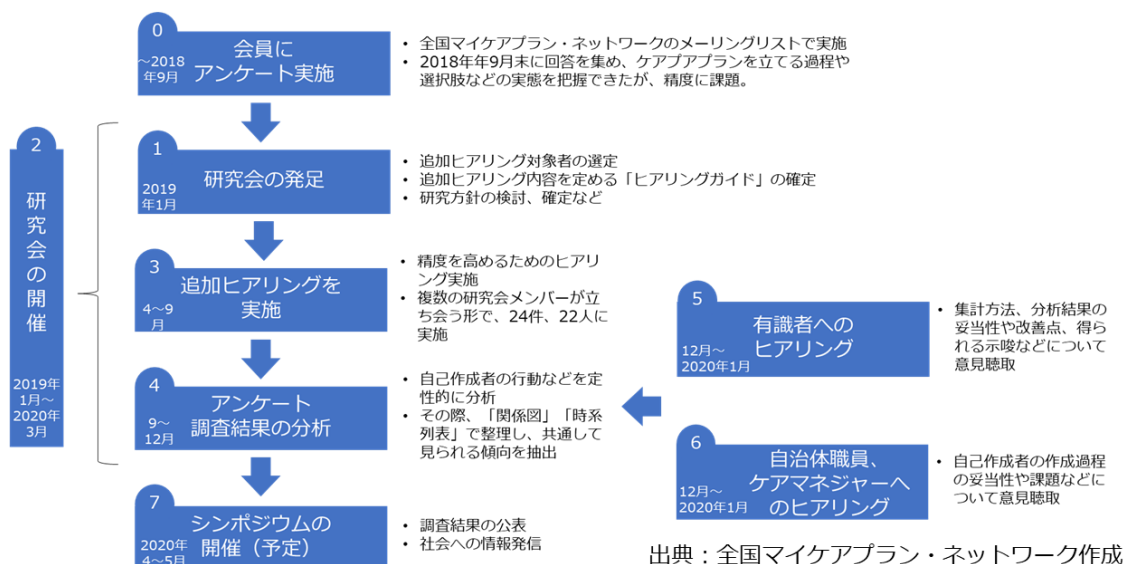 0
～2018
年9月
会員に
アンケート実施
• 全国マイケアプラン・ネットワークのメーリングリストで実施
• 2018年年9月末に回答を集め、ケアプアプランを立てる過程や
選択肢などの実態を把握できたが、精度に課題。
2
研究会の開催
2019年
1月～
2020年
3月
1
2019
年1月
研究会の発足
• 追加ヒアリング対象者の選定
• 追加ヒアリング内容を定める「ヒアリングガイド」の確定
• 研究方針の検討、確定など
3
4～9
月
追加ヒアリングを
実施
• 精度を高めるためのヒアリ
ング実施
• 複数の研究会メンバーが立
ち会う形で、24件、22人に
実施
4
9～
12月
アンケート
調査結果の分析
• 自己作成者の行動などを定
性的に分析
• その際、「関係図」「時系
列表」で整理し、共通して
見られる傾向を抽出
5
12月～
2020年1月
有識者への
ヒアリング
• 集計方法、分析結果の
妥当性や改善点、得ら
れる示唆などについて
意見聴取
6
12月～
2020年1月
自治体職員、
ケアマネジャーへ
のヒアリング
• 自己作成者の作成過程
の妥当性や課題などに
ついて意見聴取
7
2020年
4～5月
シンポジウムの
開催（予定）
• 調査結果の公表
• 社会への情報発信
出典：全国マイケアプラン・ネットワーク作成